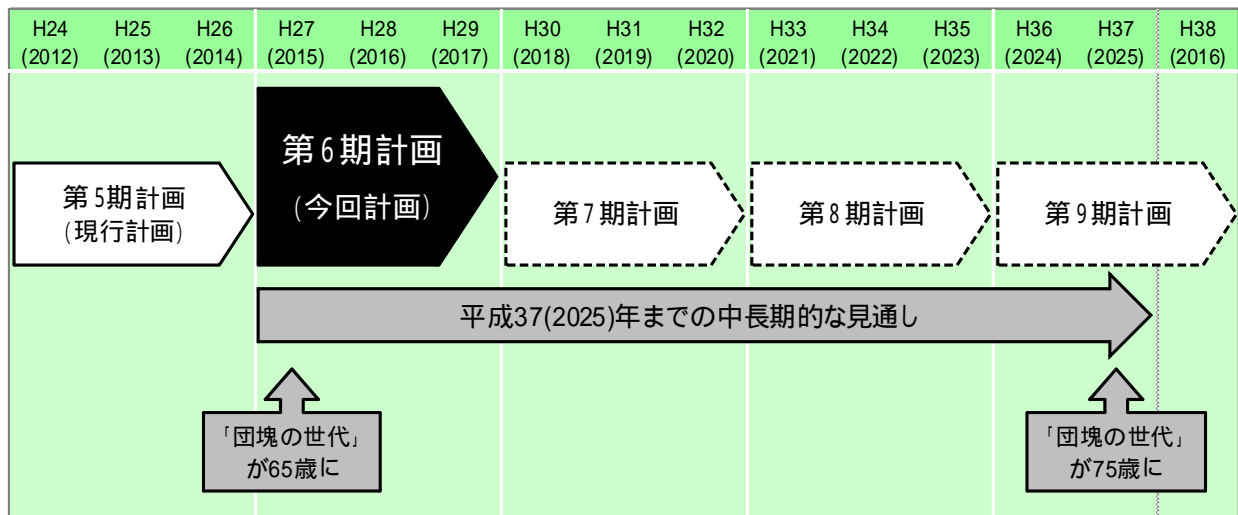 H24 H25 H26 H27 H28 H29 H30 H31 H32 H33 H34 H35 H36 H37 H38
(2012) (2013) (2014) (2015) (2016) (2017) (2018) (2019) (2020) (2021) (2022) (2023) (2024) (2025) (2016)
第5期計画
(現行計画)
第6期計画
(今回計画)
第7期計画
第8期計画
第9期計画
平成37(2025)年までの中長期的な見通し
「団塊の世代」
が65歳に
「団塊の世代」
が75歳に